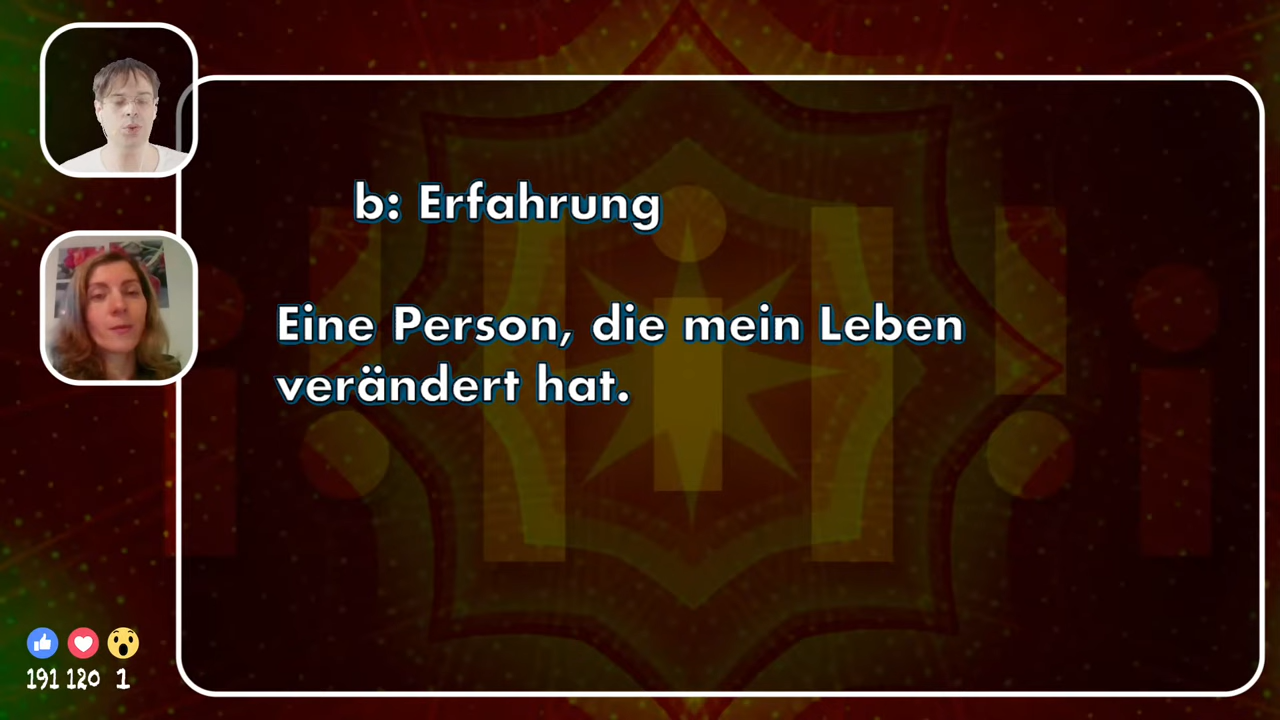 b: Erfahrung
Eine Person, die mein Leben
verändert hat.
191 120 1